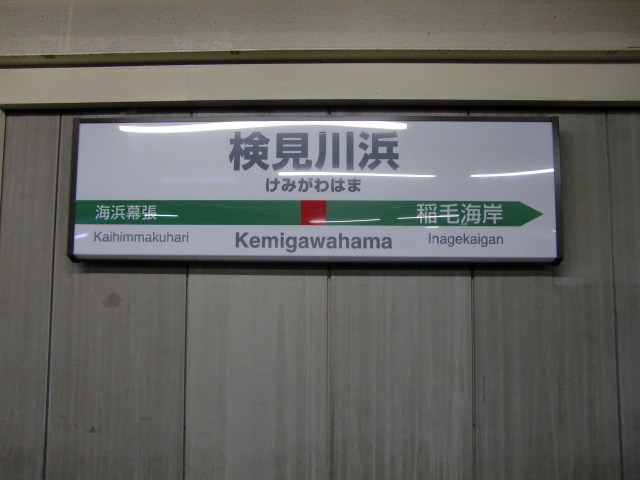 検見川浜
けみがわはま
海浜幕張 稲毛海岸
Kaihimmakuhari Kemigawahama Inagekaigan